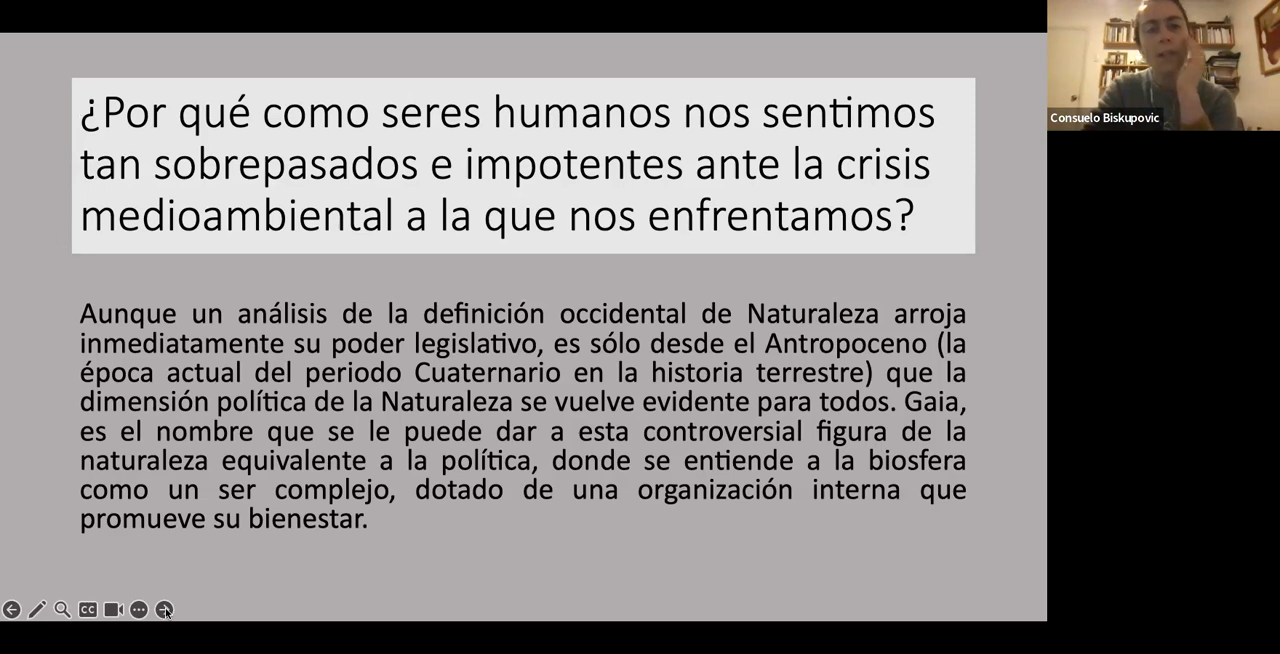 ¿Por qué como seres humanos nos sentimos
tan sobrepasados e impotentes ante la crisis
medioambiental a la que nos enfrentamos?
Aunque un análisis de la definición occidental de Naturaleza arroja
inmediatamente su poder legislativo, es sólo desde el Antropoceno (la
época actual del periodo Cuaternario en la historia terrestre) que la
dimensión política de la Naturaleza se vuelve evidente para todos. Gaia,
es el nombre que se le puede dar a esta controversial figura de la
naturaleza equivalente a la política, donde se entiende a la biosfera
como un ser complejo, dotado de una organización interna que
promueve su bienestar.
Consuelo Biskupovic
CC